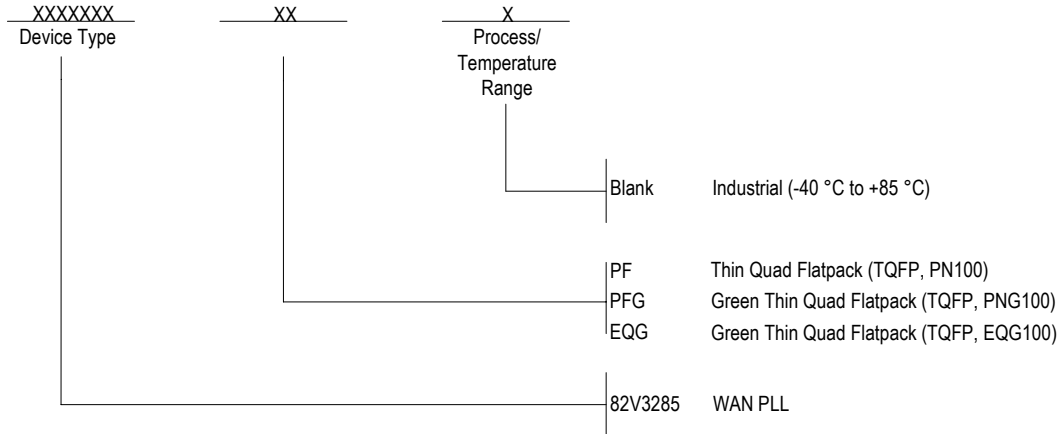 XXXXXXX XX X
Device Type
Process/
Temperature
Range
Blank Industrial (-40 °C to +85 °C)
PF Thin Quad Flatpack (TQFP, PN100)
PFG Green Thin Quad Flatpack (TQFP, PNG100)
EQG Green Thin Quad Flatpack (TQFP, EQG100)
82V3285 WAN PLL